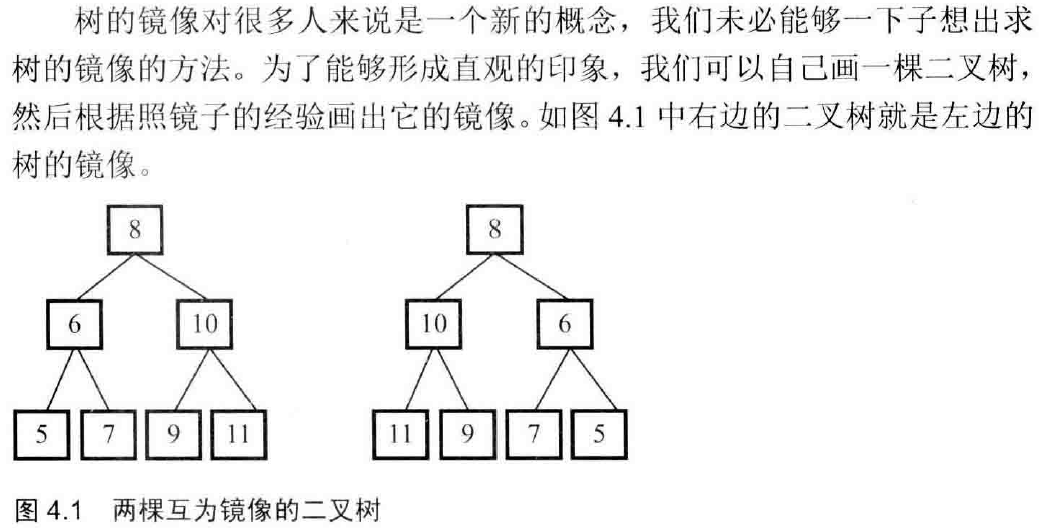 树的镜像对很多人来说是一个新的概念，我们未必能够一下子想出求
树的镜像的方法。为了能够形成直观的印象，我们可以自己画一棵二叉树，
然后根据照镜子的经验画出它的镜像。如图 4.1 中右边的二叉树就是左边的
树的镜像。
8 8
6 10 10 6
5 7 9 11 11 9 7 5
图 4.1 两棵互为镜像的二叉树